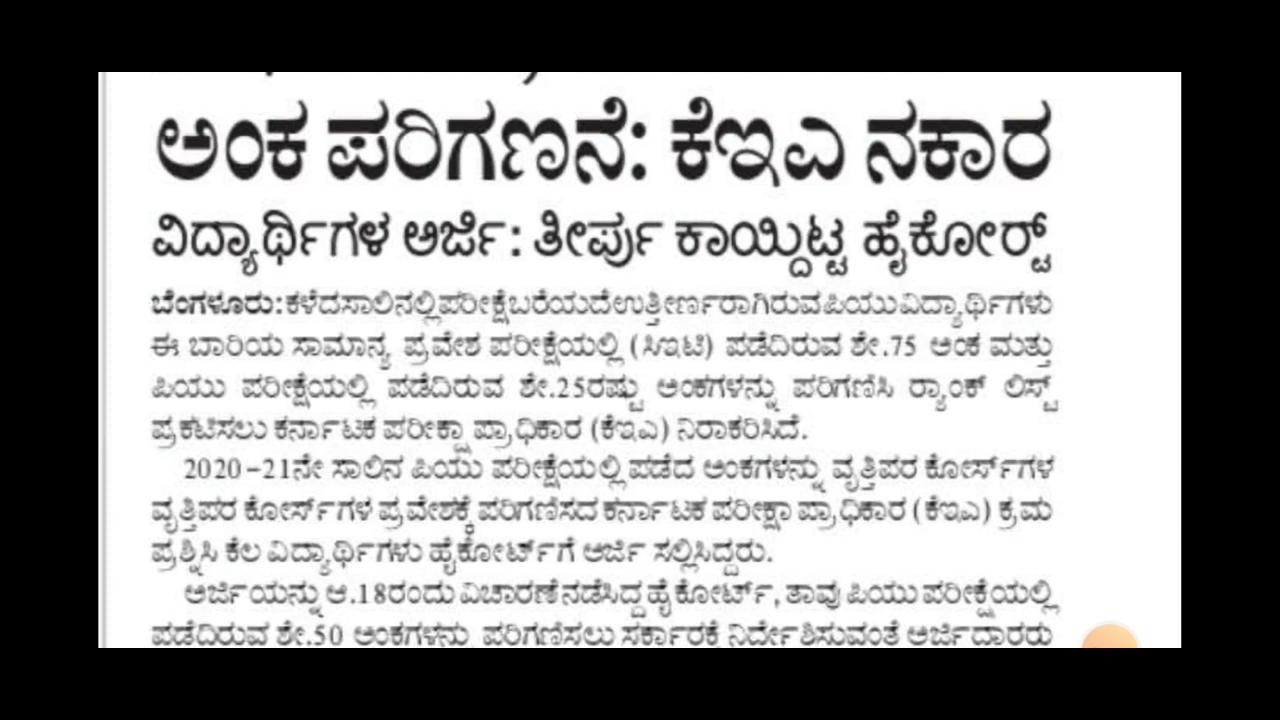 ಅಂಕ ಪರಿಗಣನೆ: ಕೆಇಎ ನಕಾರ
ವಿದ್ಯಾರ್ಥಿಗಳ ಅರ್ಜಿ: ತೀರ್ಪು ಕಾಯ್ದಿಟ್ಟ ಹೈಕೋರ್ಟ್
ಬೆಂಗಳೂರು: ಕಳೆದ ಸಾಲಿನಲ್ಲಿ ಪರೀಕ್ಷೆ ಬರೆಯದೇ ಉತ್ತೀರ್ಣರಾಗಿರುವ ಪಿಯು ವಿದ್ಯಾರ್ಥಿಗಳು
ಈ ಬಾರಿಯ ಸಾಮಾನ್ಯ ಪ್ರವೇಶ ಪರೀಕ್ಷೆಯಲ್ಲಿ (ಸಿಇಟಿ) ಪಡೆದಿರುವ ಶೇ.75 ಅಂಕ ಮತ್ತು
ಪಿಯು ಪರೀಕ್ಷೆಯಲ್ಲಿ ಪಡೆದಿರುವ ಶೇ.25ರಷ್ಟು ಅಂಕಗಳನ್ನು ಪರಿಗಣಿಸಿ ರ‍್ಯಾಂಕ್ ಲಿಸ್ಟ್
ಪ್ರಕಟಿಸಲು ಕರ್ನಾಟಕ ಪರೀಕ್ಷಾ ಪ್ರಾಧಿಕಾರ (ಕೆಇಎ) ನಿರಾಕರಿಸಿದೆ.
2020-21ನೇ ಸಾಲಿನ ಪಿಯು ಪರೀಕ್ಷೆಯಲ್ಲಿ ಪಡೆದ ಅಂಕಗಳನ್ನು ವೃತ್ತಿಪರ ಕೋರ್ಸ್‌ಗಳ
ವೃತ್ತಿಪರ ಕೋರ್ಸ್‌ಗಳ ಪ್ರವೇಶಕ್ಕೆ ಪರಿಗಣಿಸದ ಕರ್ನಾಟಕ ಪರೀಕ್ಷಾ ಪ್ರಾಧಿಕಾರ (ಕೆಇಎ) ಕ್ರಮ
ಪ್ರಶ್ನಿಸಿ ಕೆಲ ವಿದ್ಯಾರ್ಥಿಗಳು ಹೈಕೋರ್ಟ್‌ಗೆ ಅರ್ಜಿ ಸಲ್ಲಿಸಿದ್ದರು.
ಅರ್ಜಿಯನ್ನು ಆ.18ರಂದು ವಿಚಾರಣೆ ನಡೆಸಿದ್ದ ಹೈಕೋರ್ಟ್, ತಾವು ಪಿಯು ಪರೀಕ್ಷೆಯಲ್ಲಿ
ಪಡೆದಿರುವ ಶೇ.50 ಅಂಕಗಳನ್ನು ಪರಿಗಣಿಸಲು ಸರ್ಕಾರಕ್ಕೆ ನಿರ್ದೇಶಿಸುವಂತೆ ಅರ್ಜಿದಾರರು